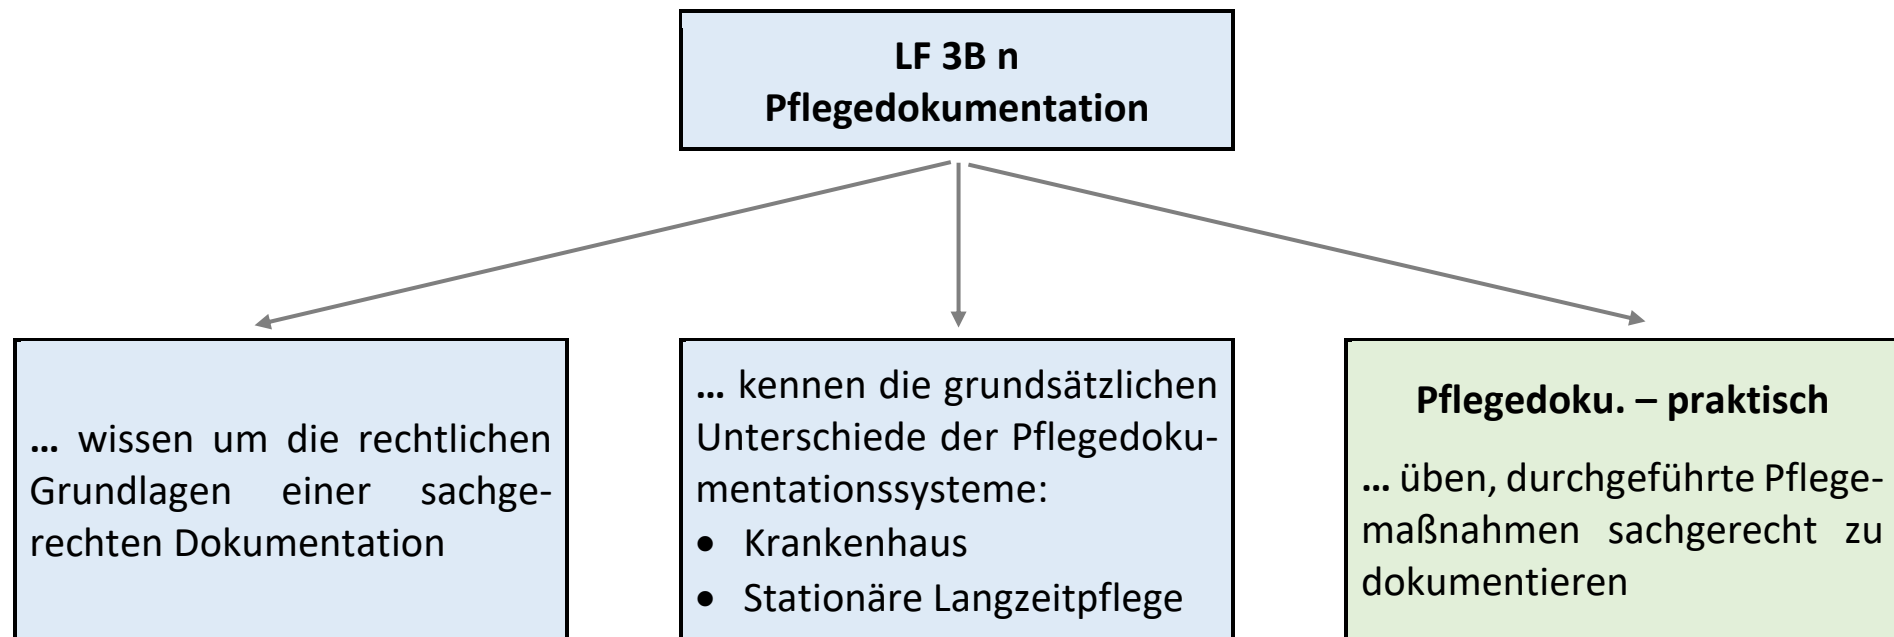 LF 3B n
Pflegedokumentation
… wissen um die rechtlichen
Grundlagen einer sachge-
rechten Dokumentation
… kennen die grundsätzlichen
Unterschiede der Pflegedoku-
mentationssysteme:
• Krankenhaus
• Stationäre Langzeitpflege
Pflegedoku. – praktisch
… üben, durchgeführte Pflege-
maßnahmen sachgerecht zu
dokumentieren